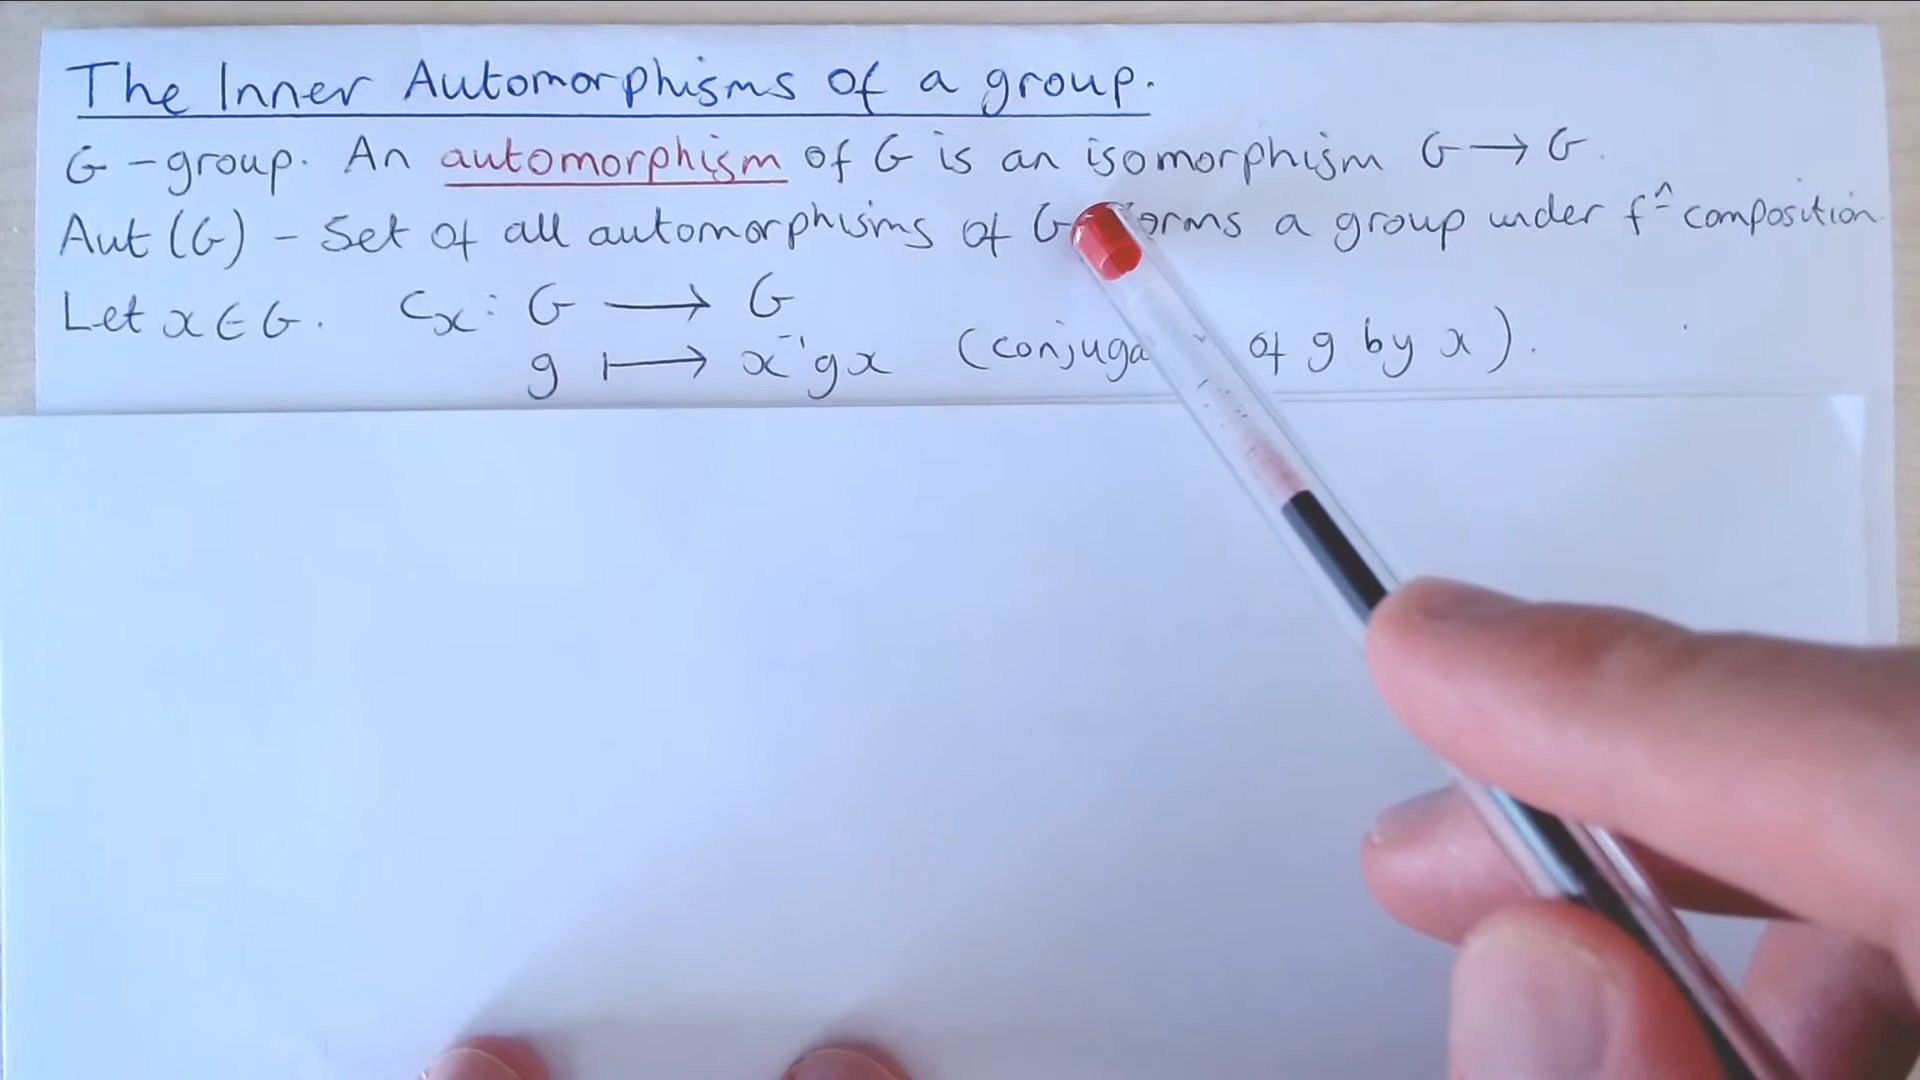 The Inner Automorphisms of a group.
G - group. An automorphism of G is an isomorphism G → G.
Aut (G) - Set of all automorphisms of G a group under fⁿ composition.
Let x ∈ G. Cₓ : G ⟶ G
g ⟼ x⁻¹gx ( of g by x).